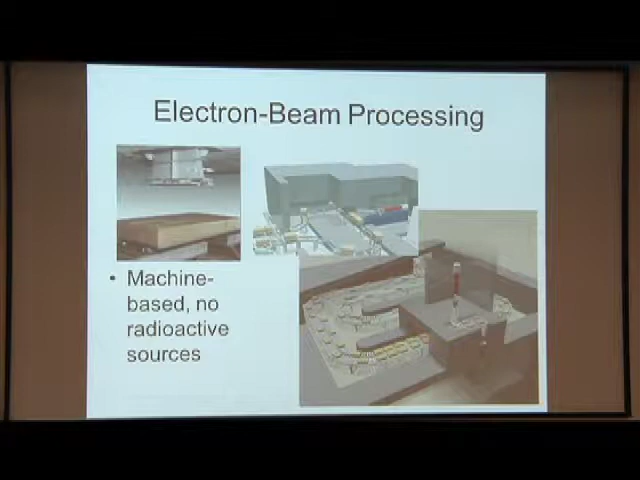 Electron-Beam Processing
• Machine-
based, no
radioactive
sources